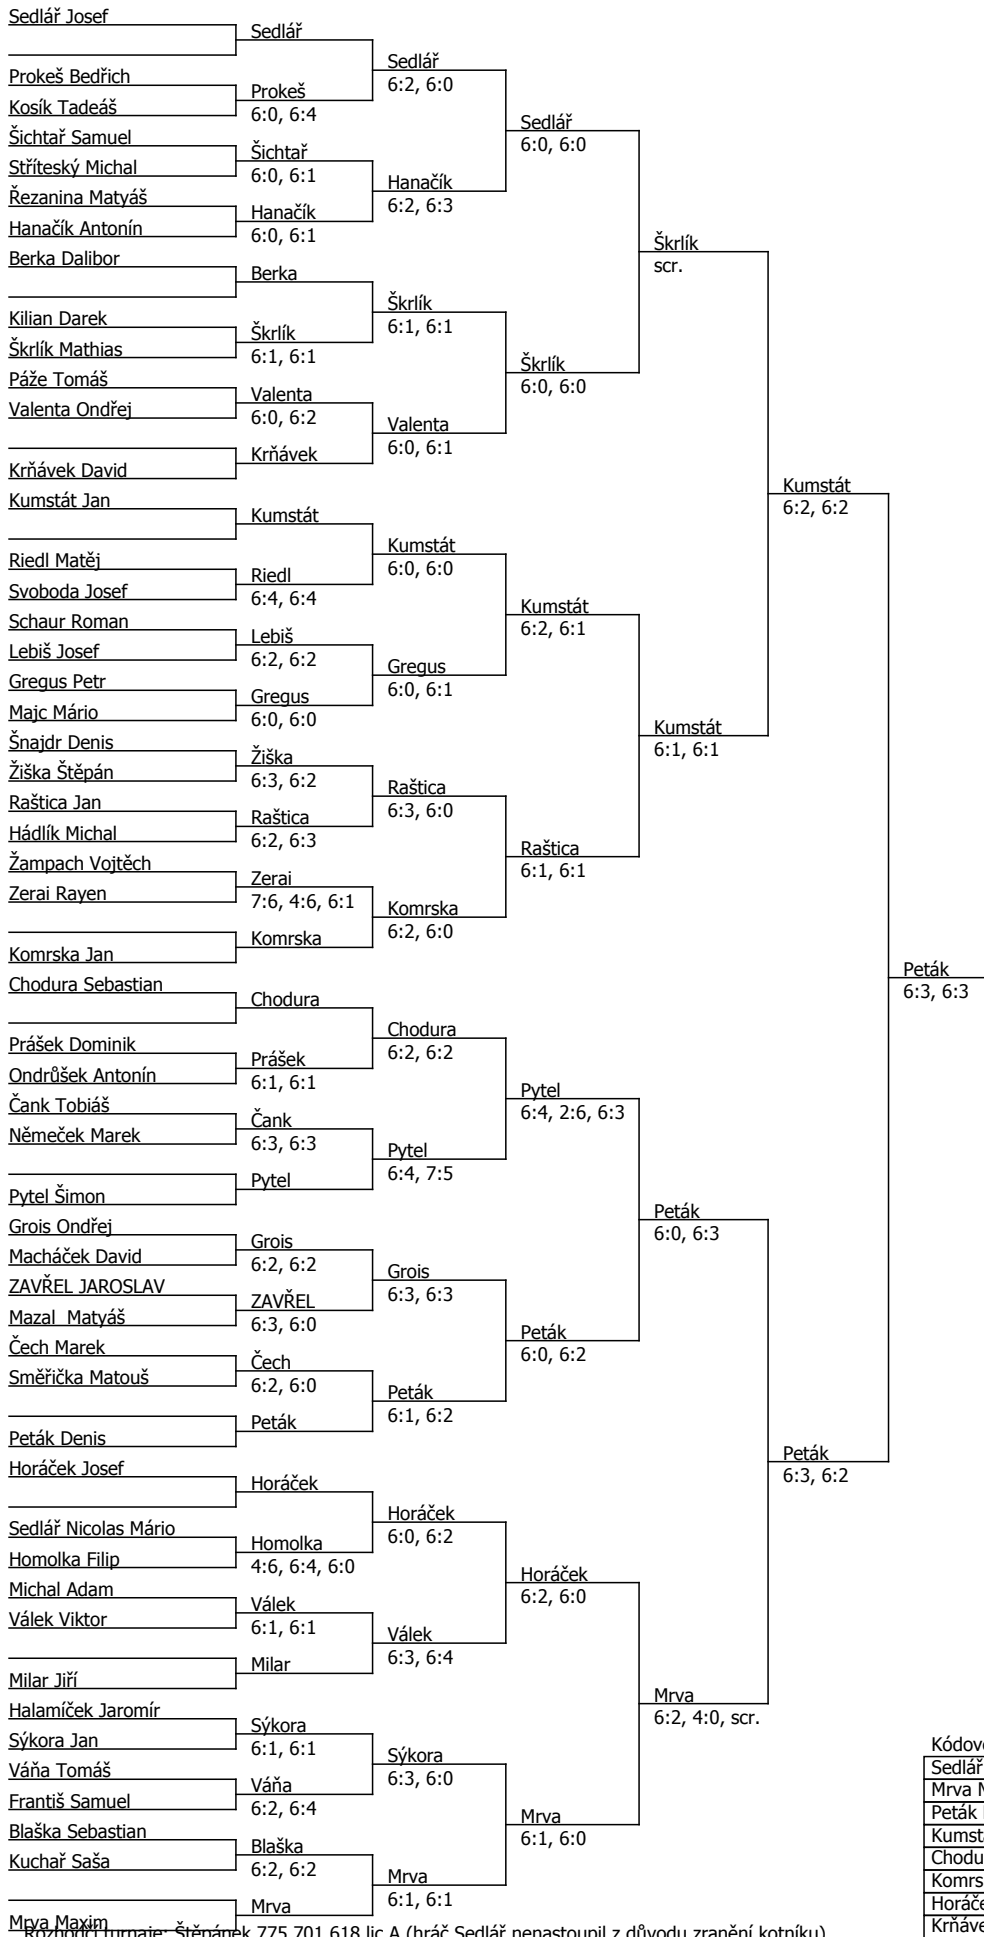 Sedlář Josef
Sedlář
Sedlář
6:2, 6:0
Prokeš Bedřich
Prokeš
6:0, 6:4
Kosík Tadeáš
Sedlář
6:0, 6:0
Šichtař Samuel
Šichtař
6:0, 6:1
Stříteský Michal
Hanačík
6:2, 6:3
Řezanina Matyáš
Hanačík
6:0, 6:1
Hanačík Antonín
Škrlík
scr.
Berka Dalibor
Berka
Škrlík
6:1, 6:1
Kilian Darek
Škrlík
6:1, 6:1
Škrlík Mathias
Škrlík
6:0, 6:0
Páže Tomáš
Valenta
6:0, 6:2
Valenta Ondřej
Valenta
6:0, 6:1
Krňávek
Krňávek David
Kumstát
6:2, 6:2
Kumstát Jan
Kumstát
Kumstát
6:0, 6:0
Riedl Matěj
Riedl
6:4, 6:4
Svoboda Josef
Kumstát
6:2, 6:1
Schaur Roman
Lebiš
6:2, 6:2
Lebiš Josef
Gregus
6:0, 6:1
Gregus Petr
Gregus
6:0, 6:0
Majc Mário
Kumstát
6:1, 6:1
Šnajdr Denis
Žiška
6:3, 6:2
Žiška Štěpán
Raštica
6:3, 6:0
Raštica Jan
Raštica
6:2, 6:3
Hádlík Michal
Raštica
6:1, 6:1
Žampach Vojtěch
Zerai
7:6, 4:6, 6:1
Zerai Rayen
Komrska
6:2, 6:0
Komrska
Komrska Jan
Peták
6:3, 6:3
Chodura Sebastian
Chodura
Chodura
6:2, 6:2
Prášek Dominik
Prášek
6:1, 6:1
Ondrůšek Antonín
Pytel
6:4, 2:6, 6:3
Čank Tobiáš
Čank
6:3, 6:3
Němeček Marek
Pytel
6:4, 7:5
Pytel
Pytel Šimon
Peták
6:0, 6:3
Grois Ondřej
Grois
6:2, 6:2
Macháček David
Grois
6:3, 6:3
ZAVŘEL JAROSLAV
ZAVŘEL
6:3, 6:0
Mazal  Matyáš
Peták
6:0, 6:2
Čech Marek
Čech
6:2, 6:0
Směřička Matouš
Peták
6:1, 6:2
Peták
Peták Denis
Peták
6:3, 6:2
Horáček Josef
Horáček
Horáček
6:0, 6:2
Sedlář Nicolas Mário
Homolka
4:6, 6:4, 6:0
Homolka Filip
Horáček
6:2, 6:0
Michal Adam
Válek
6:1, 6:1
Válek Viktor
Válek
6:3, 6:4
Milar
Milar Jiří
Mrva
6:2, 4:0, scr.
Halamíček Jaromír
Sýkora
6:1, 6:1
Sýkora Jan
Sýkora
6:3, 6:0
Váňa Tomáš
Váňa
6:2, 6:4
Františ Samuel
Mrva
6:1, 6:0
Blaška Sebastian
Blaška
6:2, 6:2
Kuchař Saša
Mrva
6:1, 6:1
Mrva
Mrva Maxim
Rozhodčí turnaje: Štěpánek 775 701 618 lic.A (hráč Sedlář nenastoupil z důvodu zranění kotníku)
Kódov
Sedlář
Mrva
Peták
Kumst
Chodu
Komrs
Horáč
Krňáve